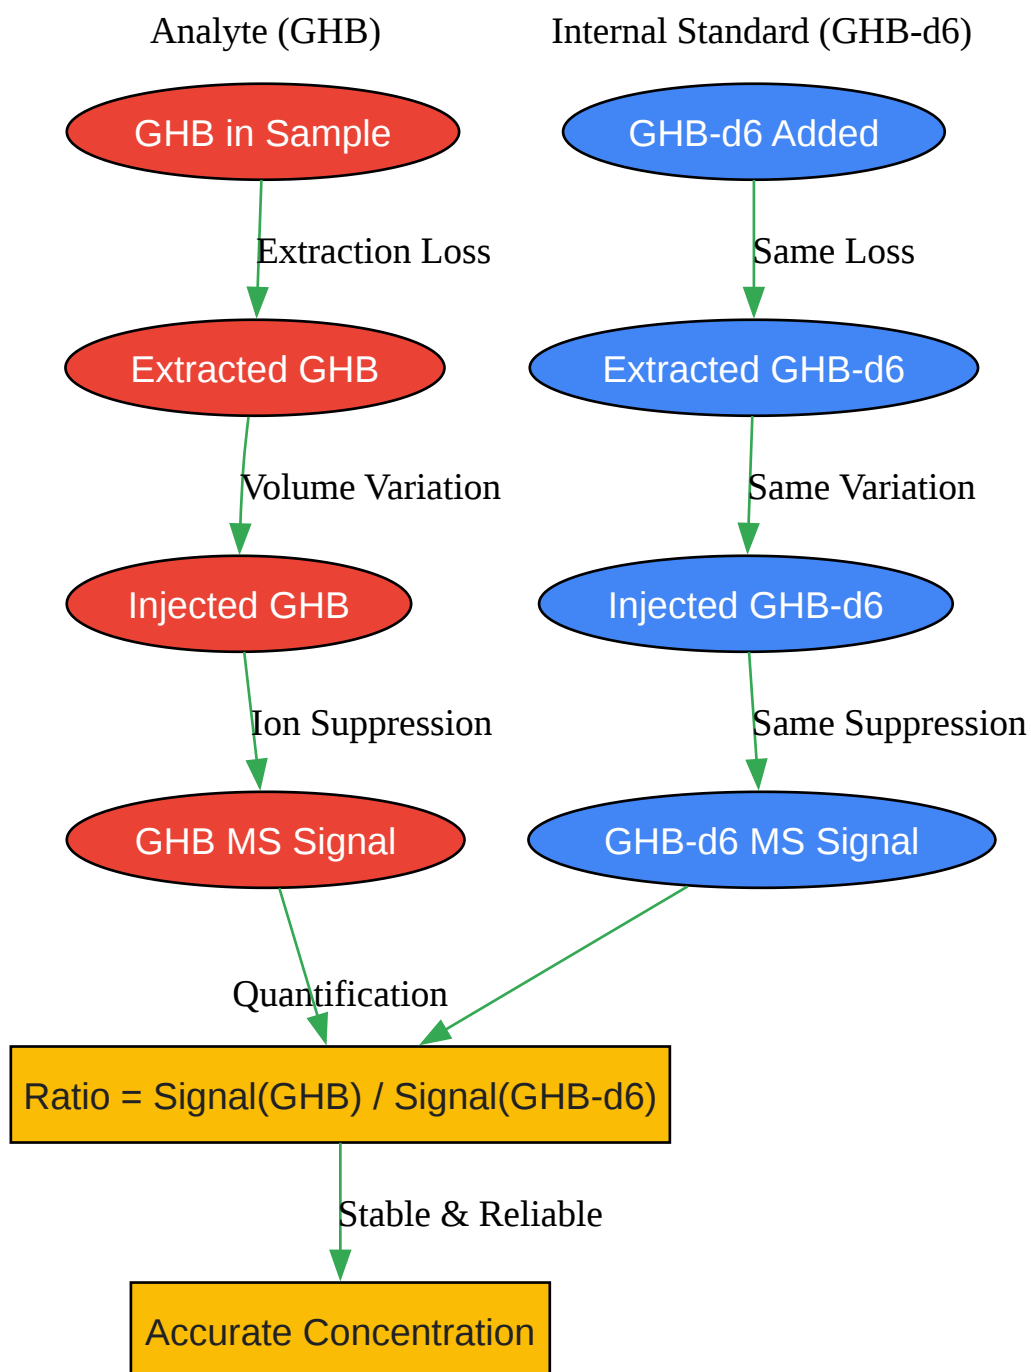 Analyte (GHB)
Internal Standard (GHB-d6)
GHB in Sample
GHB-d6 Added
Extraction Loss
Same Loss
Extracted GHB
Extracted GHB-d6
Volume Variation
Same Variation
Injected GHB
Injected GHB-d6
Ion Suppression
Same Suppression
GHB MS Signal
GHB-d6 MS Signal
Quantification
Ratio = Signal(GHB) / Signal(GHB-d6)
Stable & Reliable
Accurate Concentration